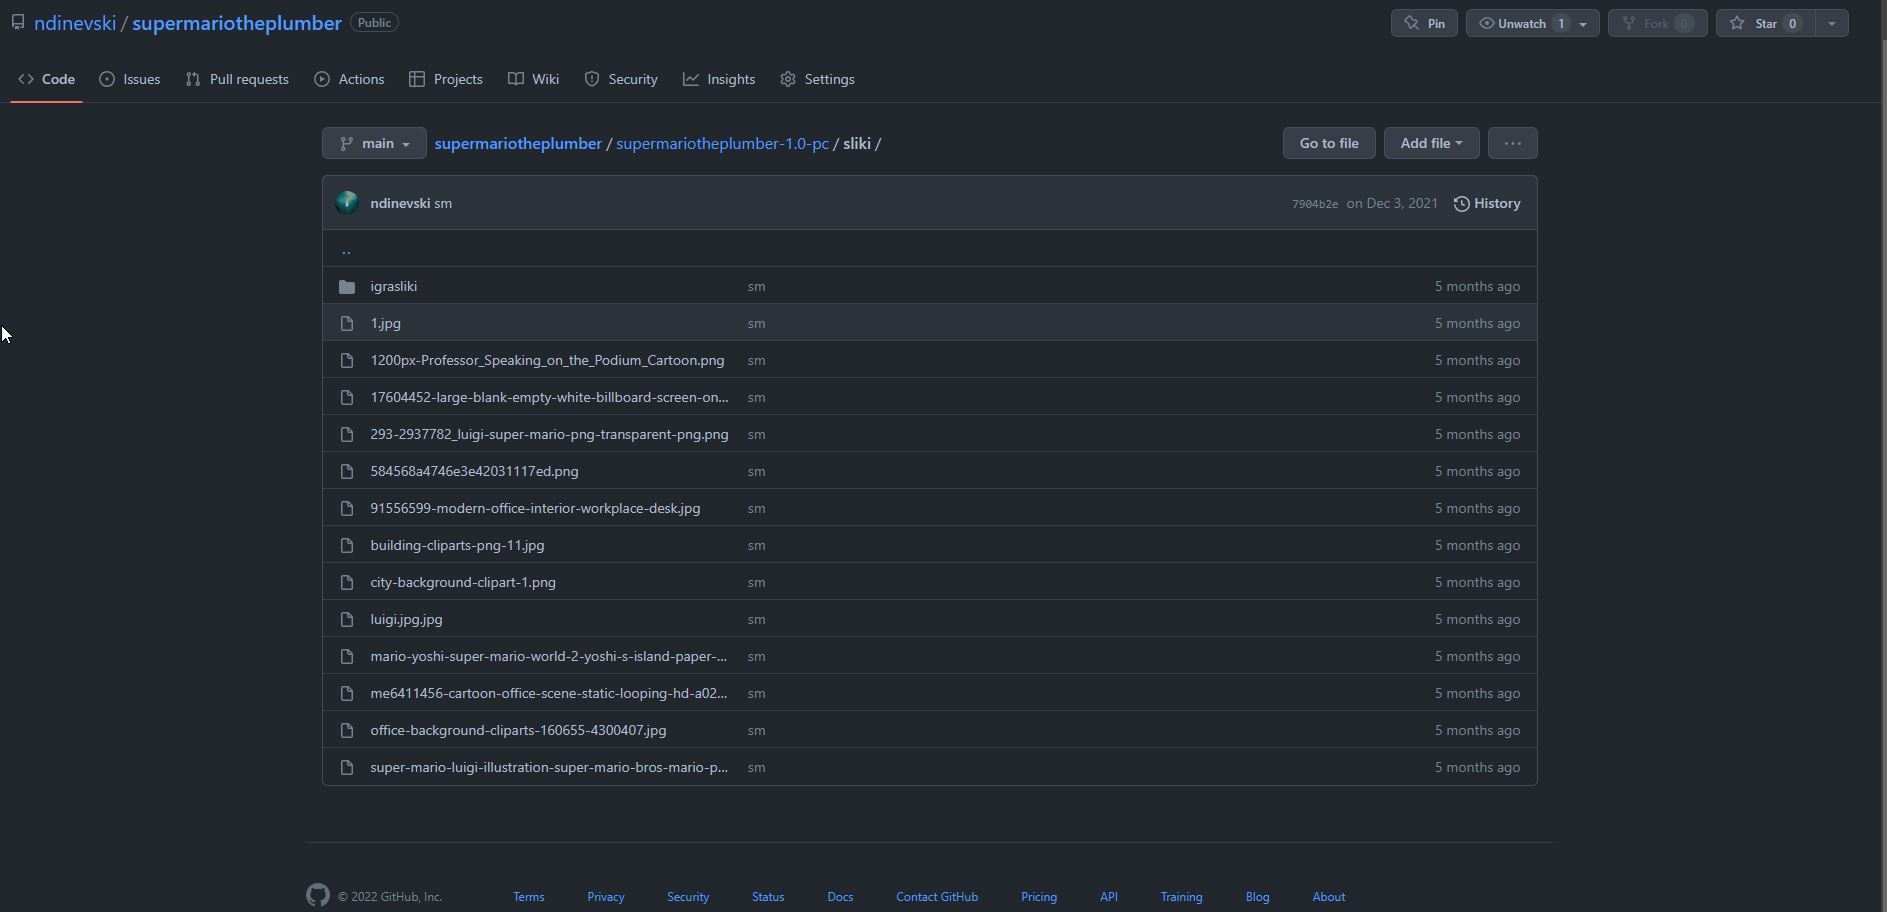 ndinevski / supermariotheplumber Public Pin Unwatch 1 Fork 0 Star 0
Code Issues Pull requests Actions Projects Wiki Security Insights Settings
main supermariotheplumber / supermariotheplumber-1.0-pc / sliki / Go to file Add file ...
ndinevski sm 7904b2e on Dec 3, 2021 History
..
igrasliki sm 5 months ago
1.jpg sm 5 months ago
1200px-Professor_Speaking_on_the_Podium_Cartoon.png sm 5 months ago
17604452-large-blank-empty-white-billboard-screen-on... sm 5 months ago
293-2937782_luigi-super-mario-png-transparent-png.png sm 5 months ago
584568a4746e3e42031117ed.png sm 5 months ago
91556599-modern-office-interior-workplace-desk.jpg sm 5 months ago
building-cliparts-png-11.jpg sm 5 months ago
city-background-clipart-1.png sm 5 months ago
luigi.jpg.jpg sm 5 months ago
mario-yoshi-super-mario-world-2-yoshi-s-island-paper-... sm 5 months ago
me6411456-cartoon-office-scene-static-looping-hd-a02... sm 5 months ago
office-background-cliparts-160655-4300407.jpg sm 5 months ago
super-mario-luigi-illustration-super-mario-bros-mario-p... sm 5 months ago
© 2022 GitHub, Inc. Terms Privacy Security Status Docs Contact GitHub Pricing API Training Blog About